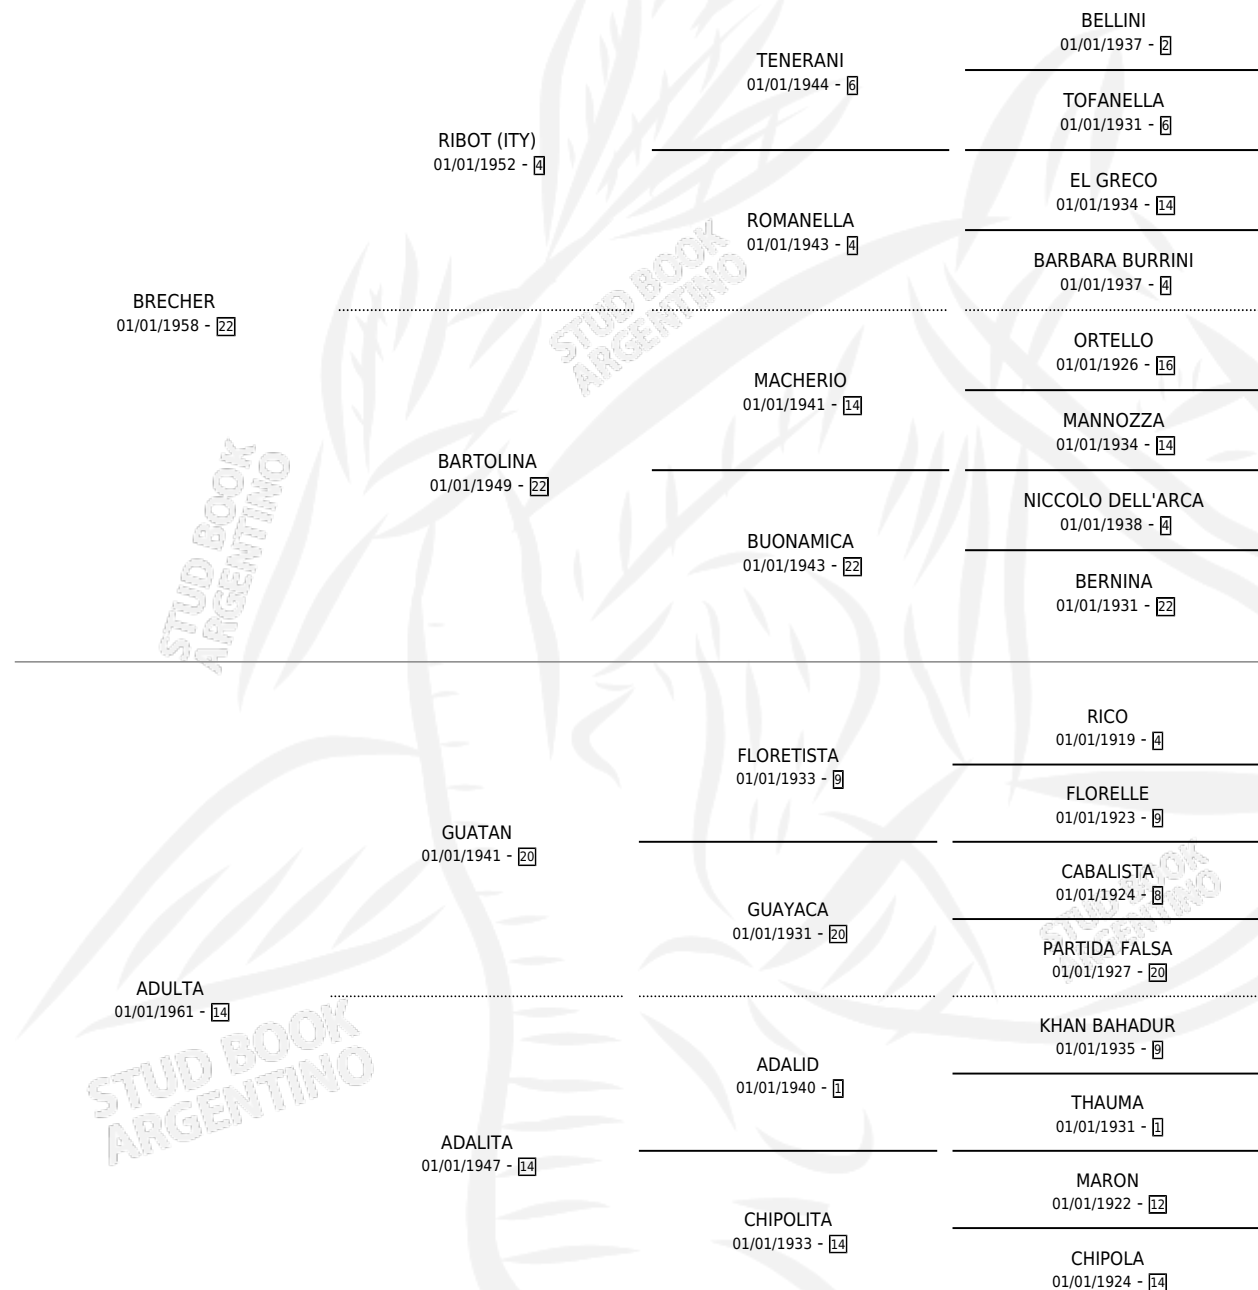 BELLINI
01/01/1937 - 2
TENERANI
01/01/1944 - 6
TOFANELLA
01/01/1931 - 6
RIBOT (ITY)
01/01/1952 - 4
EL GRECO
01/01/1934 - 14
ROMANELLA
01/01/1943 - 4
BARBARA BURRINI
01/01/1937 - 4
BRECHER
01/01/1958 - 22
ORTELLO
01/01/1926 - 16
MACHERIO
01/01/1941 - 14
MANNOZZA
01/01/1934 - 14
BARTOLINA
01/01/1949 - 22
NICCOLO DELL'ARCA
01/01/1938 - 4
BUONAMICA
01/01/1943 - 22
BERNINA
01/01/1931 - 22
RICO
01/01/1919 - 4
FLORETISTA
01/01/1933 - 9
FLORELLE
01/01/1923 - 9
GUATAN
01/01/1941 - 20
CABALISTA
01/01/1924 - 8
GUAYACA
01/01/1931 - 20
PARTIDA FALSA
01/01/1927 - 20
ADULTA
01/01/1961 - 14
KHAN BAHADUR
01/01/1935 - 9
ADALID
01/01/1940 - 1
THAUMA
01/01/1931 - 1
ADALITA
01/01/1947 - 14
MARON
01/01/1922 - 12
CHIPOLITA
01/01/1933 - 14
CHIPOLA
01/01/1924 - 14
STUD BOOK
ARGENTINO
STUD BOOK
ARGENTINO
STUD BOOK
ARGENTINO
STUD BOOK
ARGENTINO